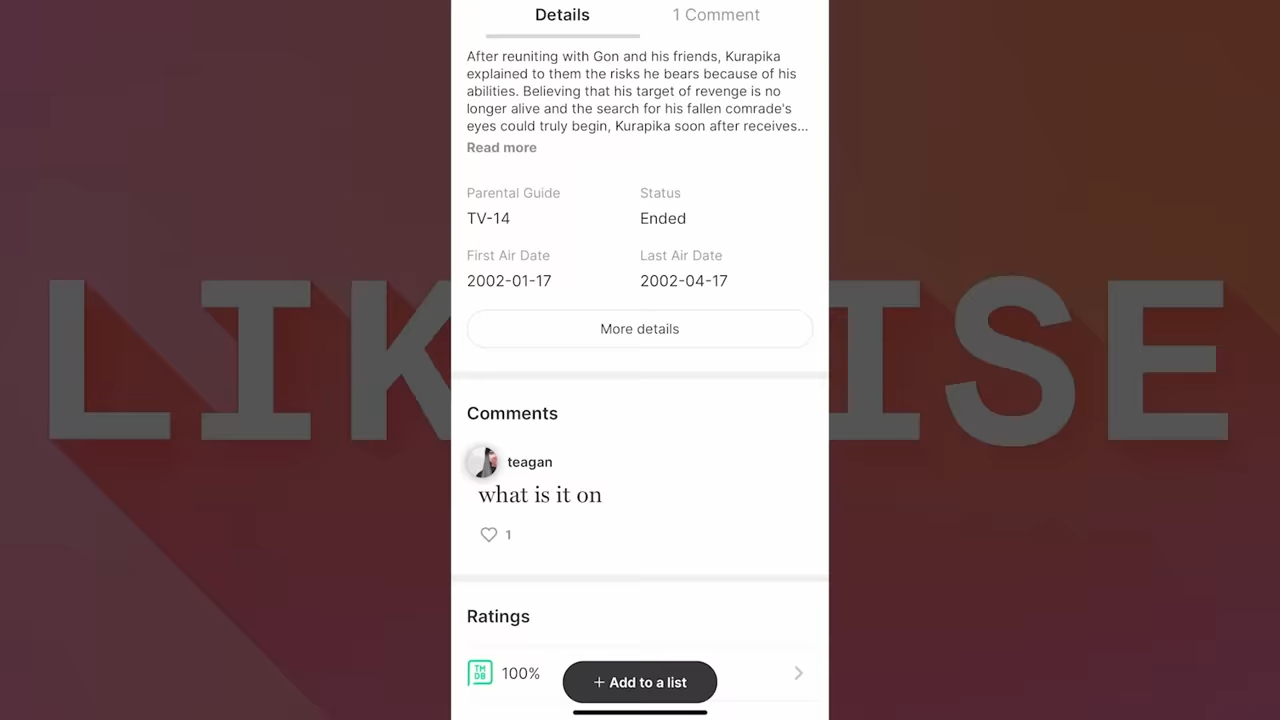 Details
1 Comment
After reuniting with Gon and his friends, Kurapika
explained to them the risks he bears because of his
abilities. Believing that his target of revenge is no
longer alive and the search for his fallen comrade's
eyes could truly begin, Kurapika soon after receives...
Read more
Parental Guide
Status
TV-14
Ended
First Air Date
Last Air Date
2002-01-17
2002-04-17
More details
LIK ISE
Comments
teagan
what is it on
1
Ratings
TM
DB
100%
+ Add to a list